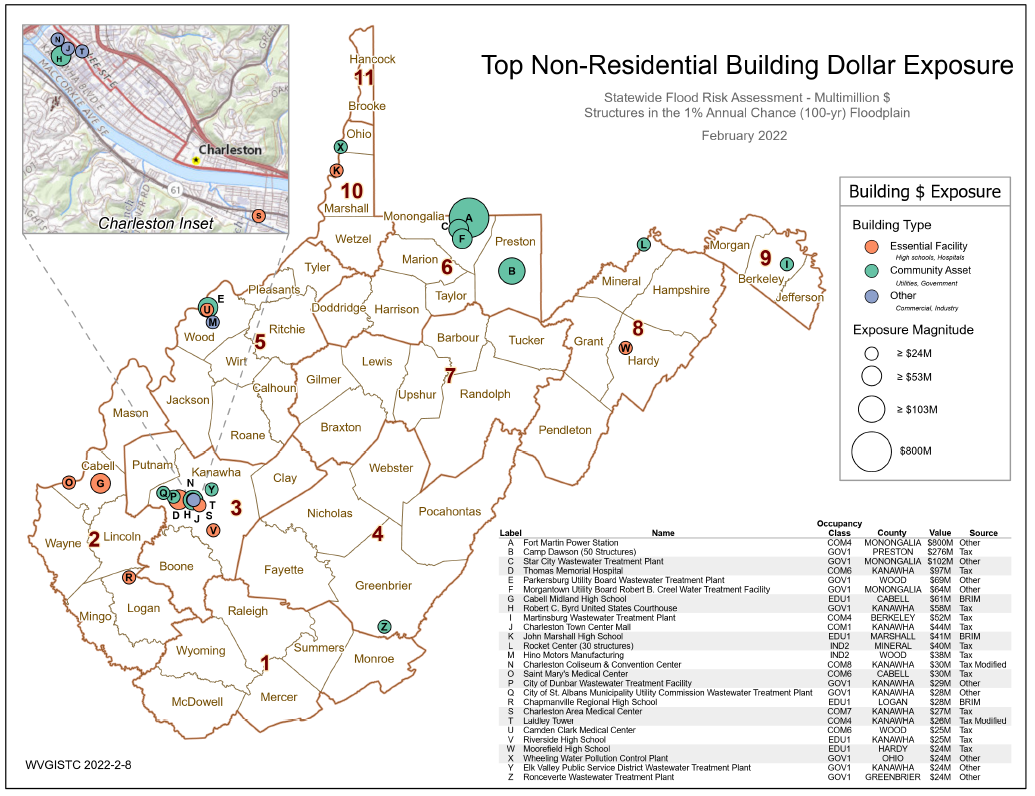 Top Non-Residential Building Dollar Exposure
Statewide Flood Risk Assessment - Multimillion $
Structures in the 1% Annual Chance (100-yr) Floodplain
February 2022
N
J
T
H
LEE ST E
BLVD E
MACCORKLE AVE SE
Charleston
61
S
Charleston Inset
Hancock
11
Brooke
Ohio
X
K
10
Marshall
Wetzel
Monongalia
A
C
F
Preston
B
Marion
6
Taylor
Tyler
Pleasants
Doddridge
Harrison
E
U
M
Wood
Ritchie
5
Wirt
Calhoun
Jackson
Roane
Mason
Gilmer
Lewis
Barbour
Tucker
7
Upshur
Randolph
Braxton
L
Mineral
Hampshire
Grant
8
W
Hardy
Pendleton
Morgan
9
I
Berkeley
Jefferson
Cabell
O
G
Putnam
Kanawha
N
Q
P
Y
D
H
J
S
T
V
3
Clay
Webster
Nicholas
4
Pocahontas
Wayne
2
Lincoln
Boone
R
Logan
Mingo
Fayette
Greenbrier
Z
Raleigh
Wyoming
1
Summers
Monroe
McDowell
Mercer
Building $ Exposure
Building Type
Essential Facility
High schools, Hospitals
Community Asset
Utilities, Government
Other
Commercial, Industry
Exposure Magnitude
≥ $24M
≥ $53M
≥ $103M
$800M
Occupancy
Label Name Class County Value Source
A Fort Martin Power Station COM4 MONONGALIA $800M Other
B Camp Dawson (50 Structures) GOV1 PRESTON $276M Tax
C Star City Wastewater Treatment Plant GOV1 MONONGALIA $102M Other
D Thomas Memorial Hospital COM6 KANAWHA $97M Tax
E Parkersburg Utility Board Wastewater Treatment Plant GOV1 WOOD $69M Other
F Morgantown Utility Board Robert B. Creel Water Treatment Facility GOV1 MONONGALIA $64M Other
G Cabell Midland High School EDU1 CABELL $61M BRIM
H Robert C. Byrd United States Courthouse GOV1 KANAWHA $58M Tax
I Martinsburg Wastewater Treatment Plant COM4 BERKELEY $52M Tax
J Charleston Town Center Mall COM1 KANAWHA $44M Tax
K John Marshall High School EDU1 MARSHALL $41M BRIM
L Rocket Center (30 structures) IND2 MINERAL $40M Tax
M Hino Motors Manufacturing IND2 WOOD $38M Tax
N Charleston Coliseum & Convention Center COM8 KANAWHA $30M Tax Modified
O Saint Mary's Medical Center COM6 CABELL $30M Tax
P City of Dunbar Wastewater Treatment Facility GOV1 KANAWHA $29M Other
Q City of St. Albans Municipality Utility Commission Wastewater Treatment Plant GOV1 KANAWHA $28M Other
R Chapmanville Regional High School EDU1 LOGAN $28M BRIM
S Charleston Area Medical Center COM7 KANAWHA $27M Tax
T Laidley Tower COM4 KANAWHA $26M Tax Modified
U Camden Clark Medical Center COM6 WOOD $25M Tax
V Riverside High School EDU1 KANAWHA $25M Tax
W Moorefield High School EDU1 HARDY $24M Tax
X Wheeling Water Pollution Control Plant GOV1 OHIO $24M Other
Y Elk Valley Public Service District Wastewater Treatment Plant GOV1 KANAWHA $24M Other
Z Ronceverte Wastewater Treatment Plant GOV1 GREENBRIER $24M Other
WVGISTC 2022-2-8